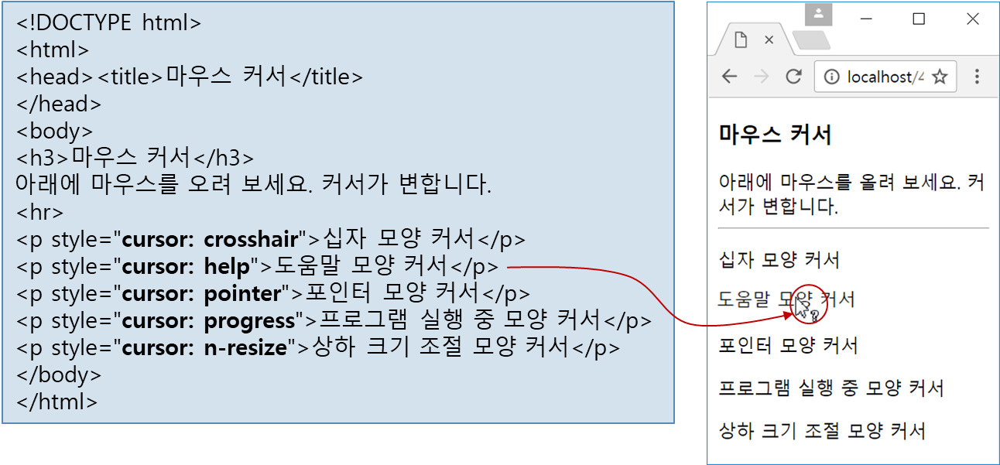 <!DOCTYPE html>
<html>
<head><title>마우스 커서</title>
</head>
<body>
<h3>마우스 커서</h3>
아래에 마우스를 오려 보세요. 커서가 변합니다.
<hr>
<p style="cursor: crosshair">십자 모양 커서</p>
<p style="cursor: help">도움말 모양 커서</p>
<p style="cursor: pointer">포인터 모양 커서</p>
<p style="cursor: progress">프로그램 실행 중 모양 커서</p>
<p style="cursor: n-resize">상하 크기 조절 모양 커서</p>
</body>
</html>
localhost/4
마우스 커서
아래에 마우스를 올려 보세요. 커
서가 변합니다.
십자 모양 커서
도움말 모양 커서
포인터 모양 커서
프로그램 실행 중 모양 커서
상하 크기 조절 모양 커서